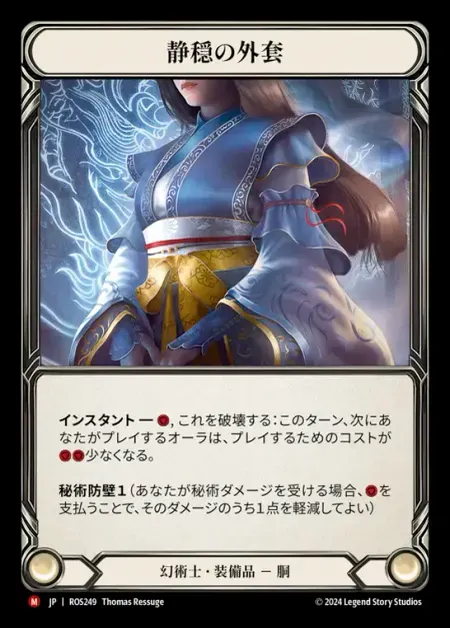 静穏の外套
インスタント ー , これを破壊する：このターン、次にあ
なたがプレイするオーラは、プレイするためのコストが
少なくなる。
秘術防壁１（あなたが秘術ダメージを受ける場合、を
支払うことで、そのダメージのうち１点を軽減してよい）
幻術士・装備品 － 胴
M JP | ROS249 Thomas Ressuge © 2024 Legend Story Studios